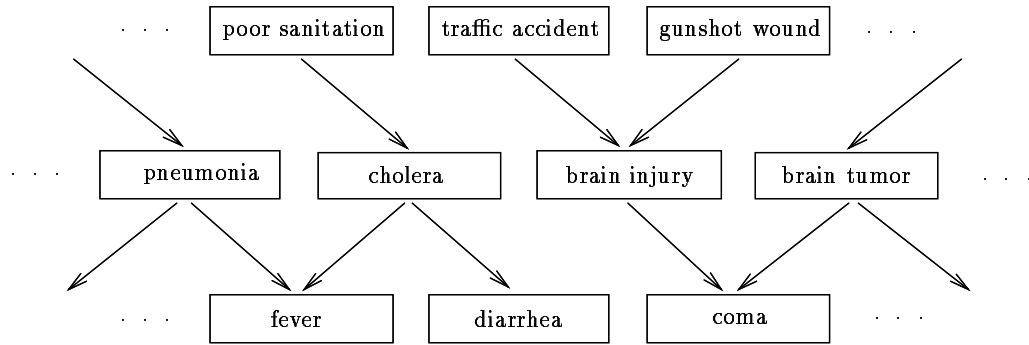 . . . poor sanitation traffic accident gunshot wound . . .
. . . pneumonia cholera brain injury brain tumor . . .
. . . fever diarrhea coma . . .